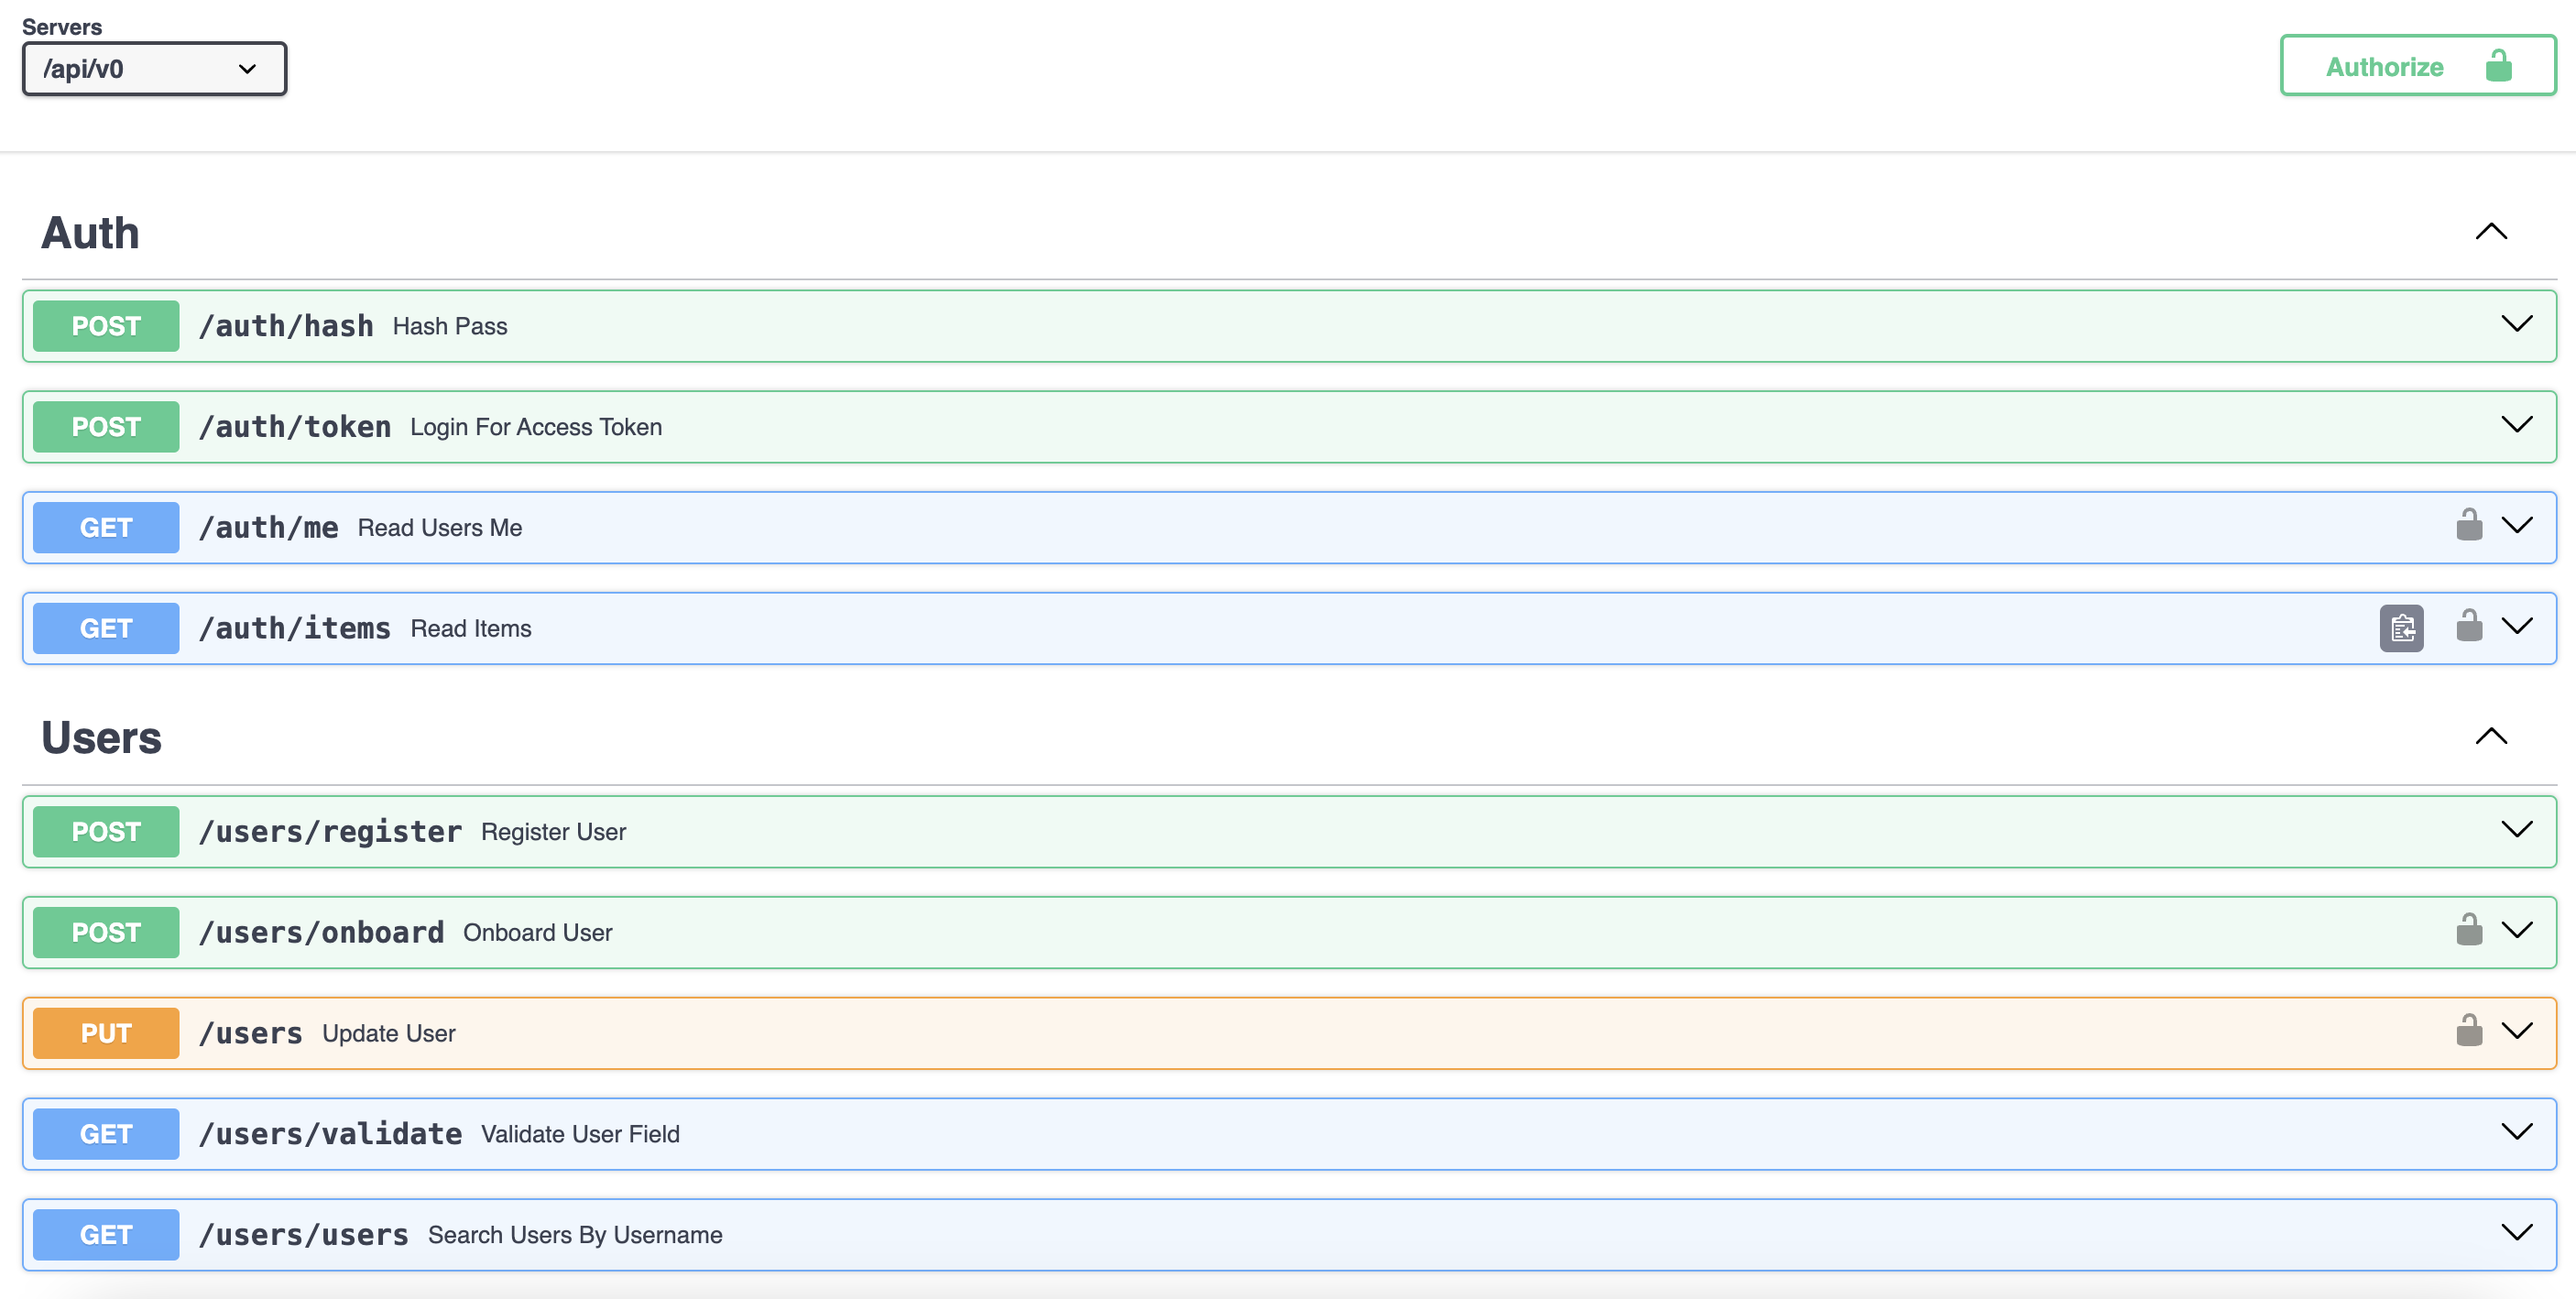 Servers
/api/v0
Authorize
Auth
POST /auth/hash Hash Pass
POST /auth/token Login For Access Token
GET /auth/me Read Users Me
GET /auth/items Read Items
Users
POST /users/register Register User
POST /users/onboard Onboard User
PUT /users Update User
GET /users/validate Validate User Field
GET /users/users Search Users By Username